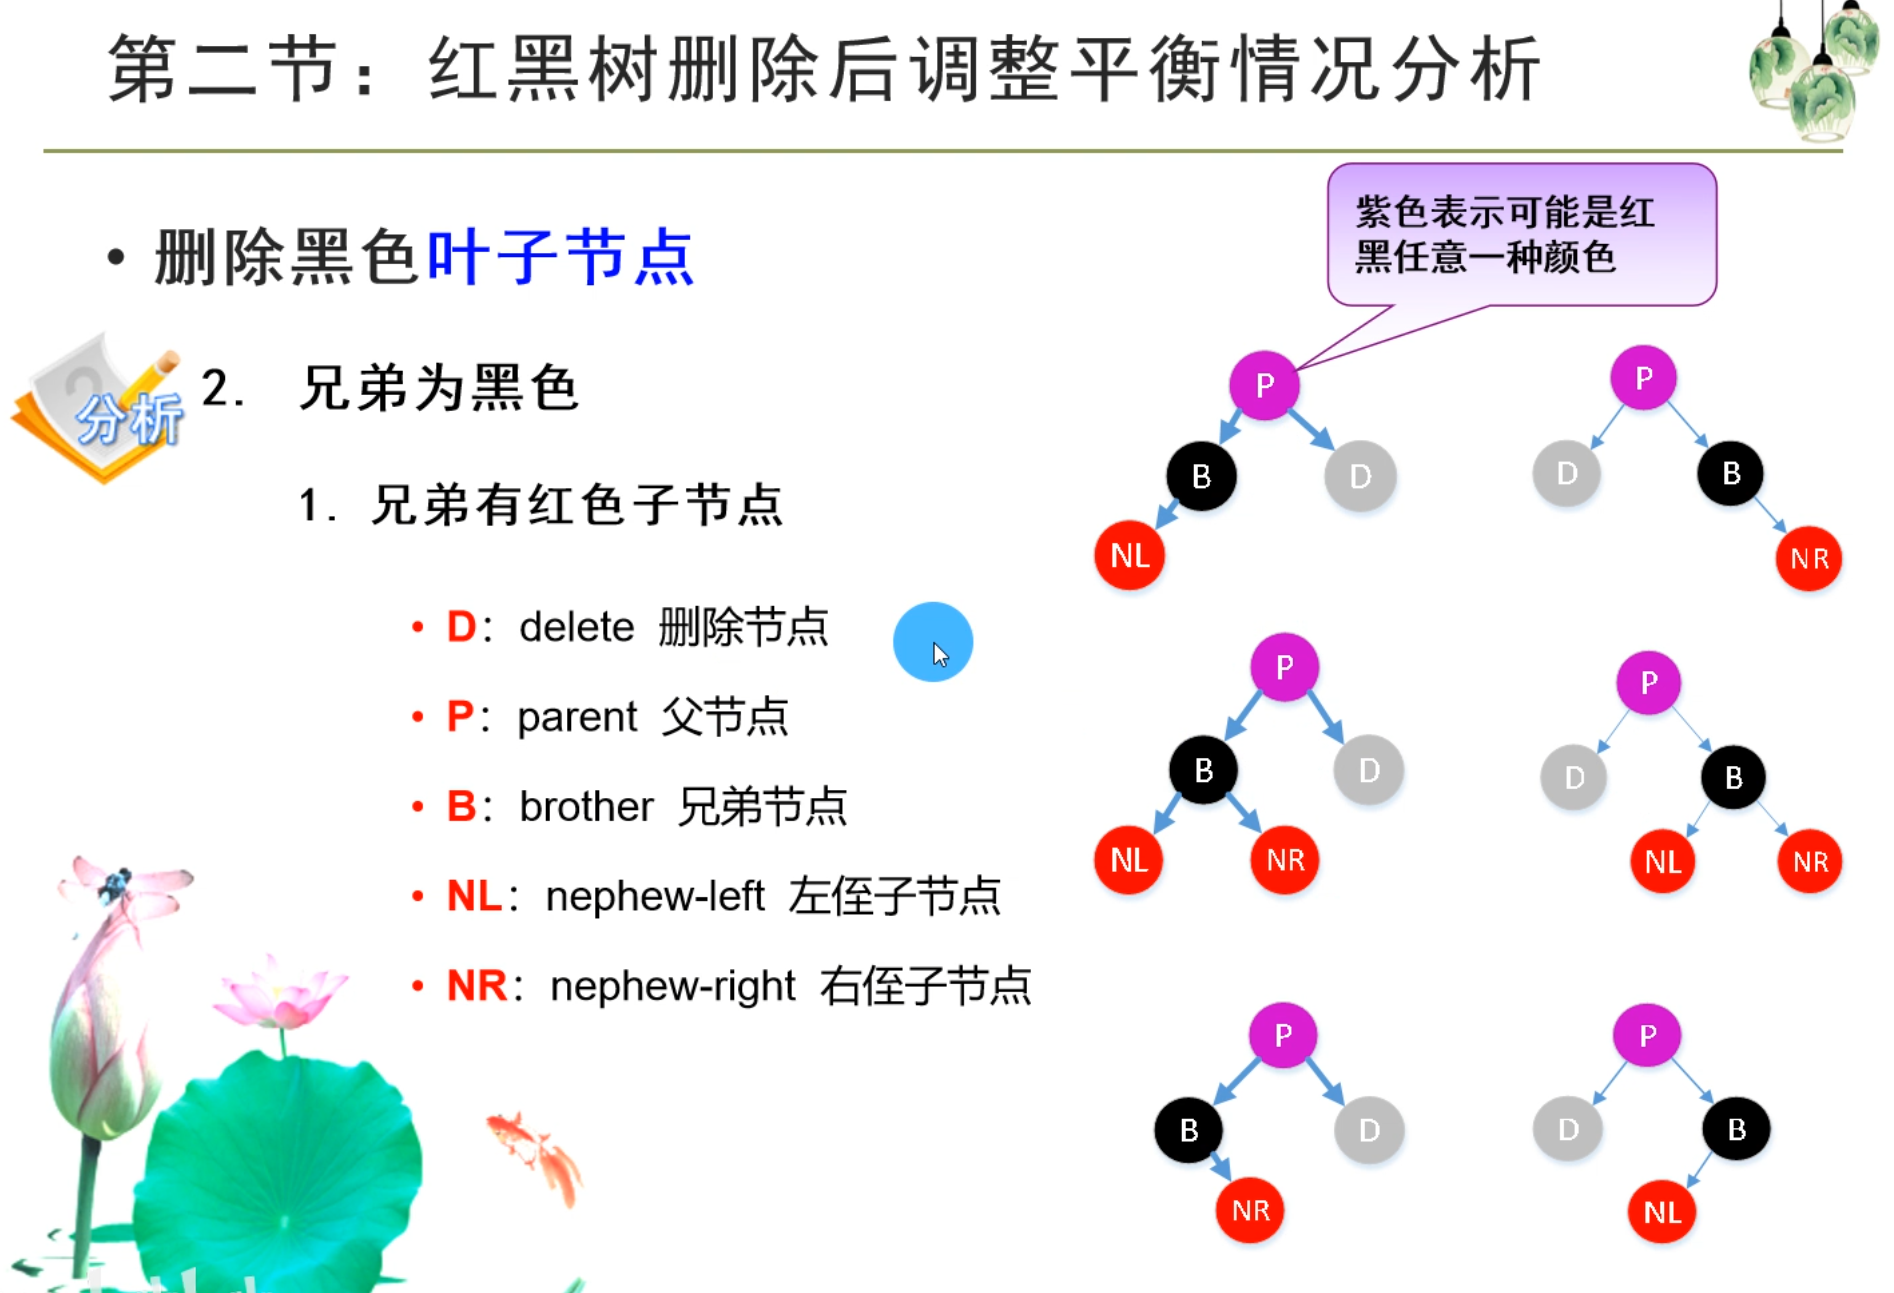 第二节：红黑树删除后调整平衡情况分析
紫色表示可能是红
黑任意一种颜色
• 删除黑色叶子节点
分析
2. 兄弟为黑色
1. 兄弟有红色子节点
• D：delete 删除节点
• P：parent 父节点
• B：brother 兄弟节点
• NL：nephew-left 左侄子节点
• NR：nephew-right 右侄子节点
P
B
D
NL
P
D
B
NR
P
B
D
NL
NR
P
D
B
NL
NR
P
B
D
NR
P
D
B
NL